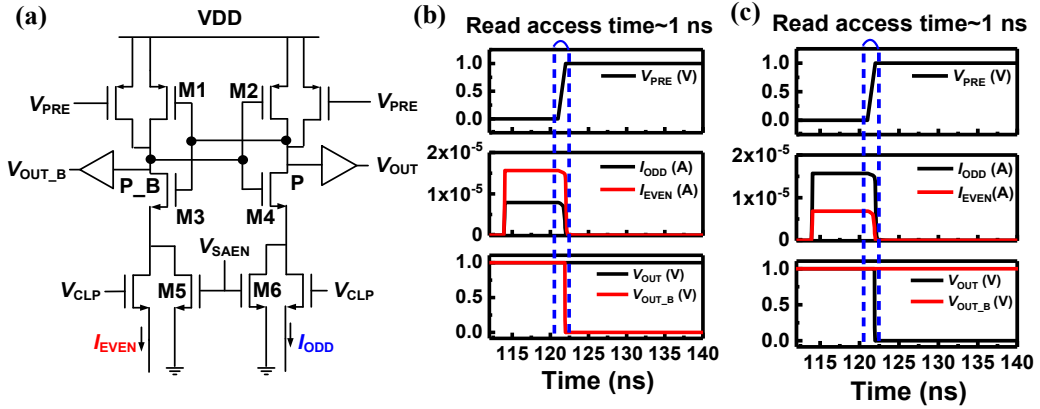 (a)
VDD
M1
M2
V_PRE
V_PRE
V_OUT_B
P_B
P
V_OUT
M3
M4
V_SAEN
V_CLP
M5
M6
V_CLP
I_EVEN
I_ODD
(b)
Read access time~1 ns
1.0
0.5
0.0
V_PRE (V)
2x10^-5
1x10^-5
0
I_ODD (A)
I_EVEN (A)
1.0
0.5
0.0
V_OUT (V)
V_OUT_B (V)
115 120 125 130 135 140
Time (ns)
(c)
Read access time~1 ns
1.0
0.5
0.0
V_PRE (V)
2x10^-5
1x10^-5
0
I_ODD (A)
I_EVEN(A)
1.0
0.5
0.0
V_OUT (V)
V_OUT_B (V)
115 120 125 130 135 140
Time (ns)